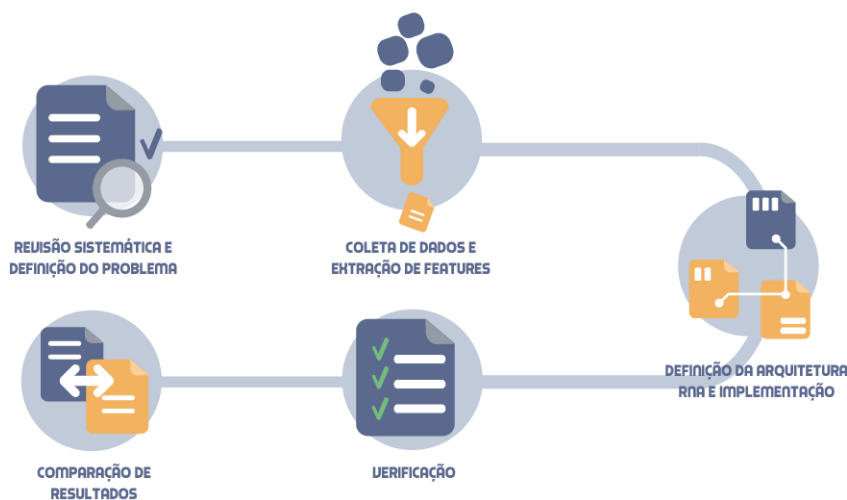 REVISÃO SISTEMÁTICA E
DEFINIÇÃO DO PROBLEMA
COLETA DE DADOS E
EXTRAÇÃO DE FEATURES
DEFINIÇÃO DA ARQUITETURA
RNA E IMPLEMENTAÇÃO
VERIFICAÇÃO
COMPARAÇÃO DE
RESULTADOS